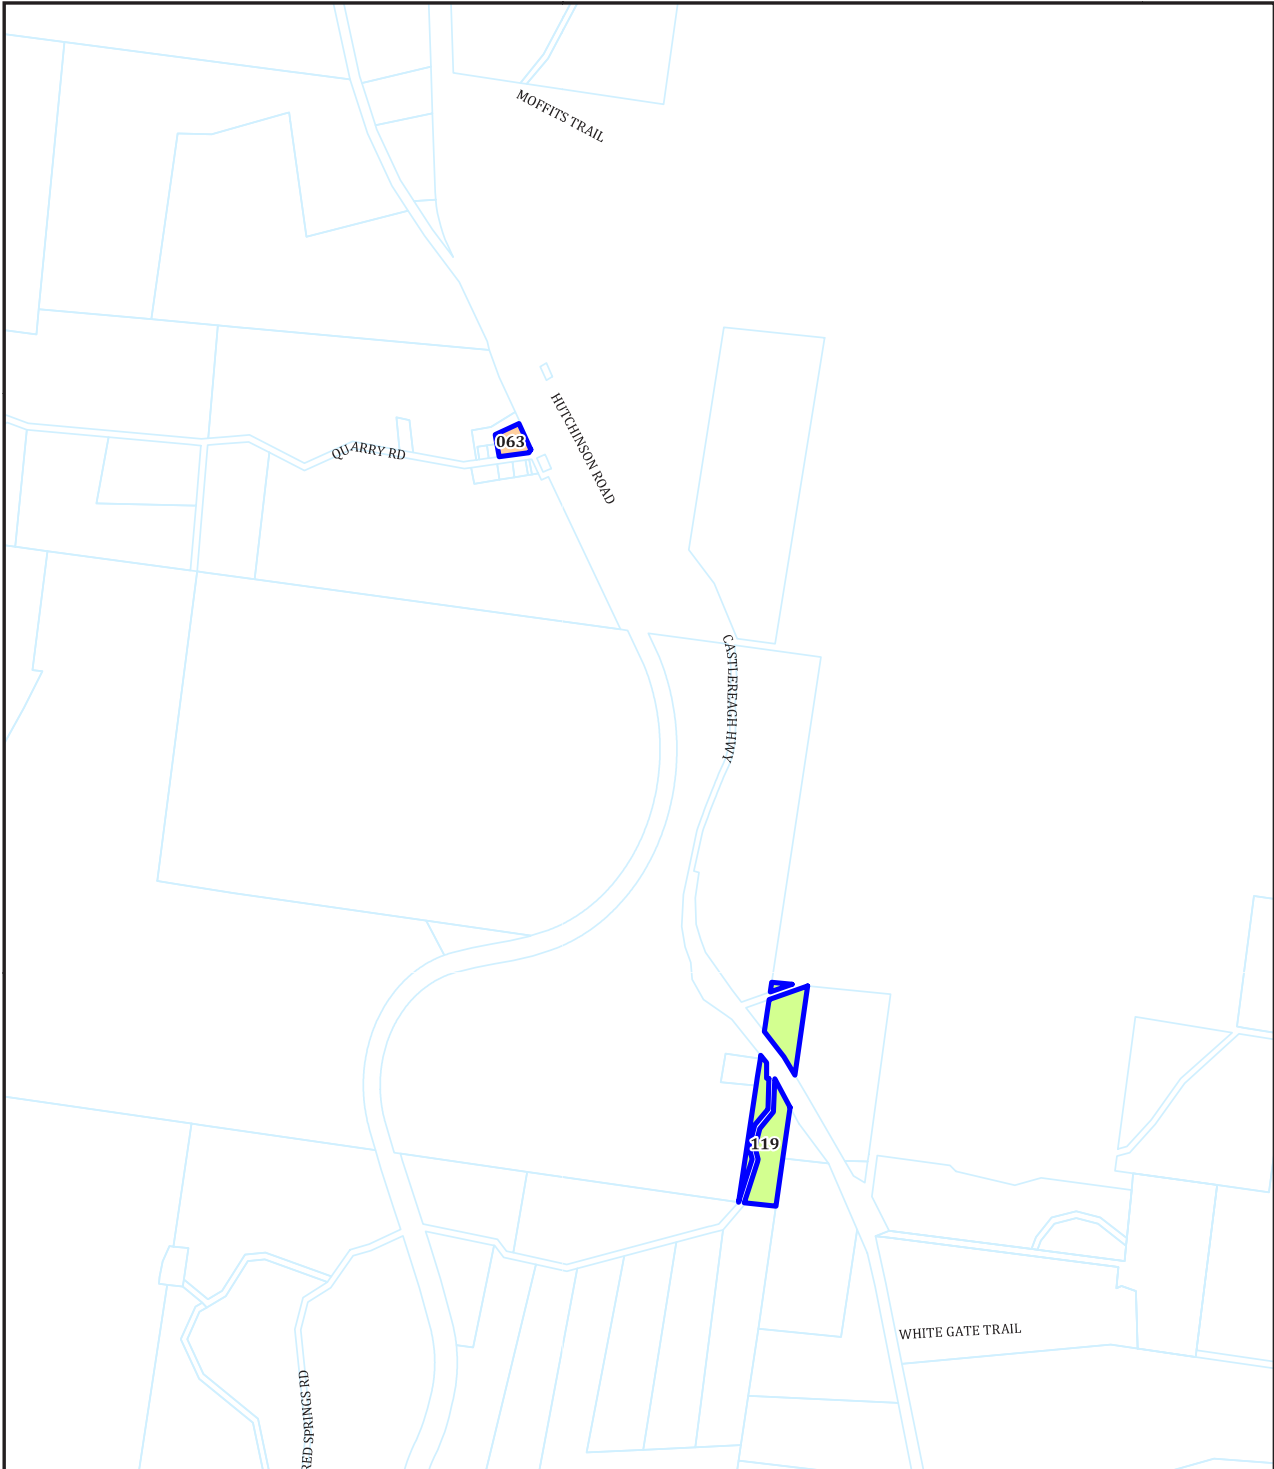 MOFFITS TRAIL
HUTCHINSON ROAD
063
QUARRY RD
CASTLEREAGH HWY
119
WHITE GATE TRAIL
RED SPRINGS RD